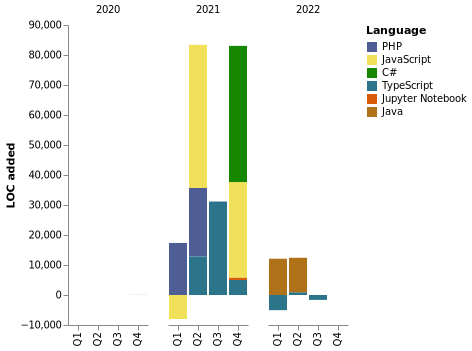 2020 2021 2022
Language
PHP
JavaScript
C#
TypeScript
Jupyter Notebook
Java
LOC added
90,000
80,000
70,000
60,000
50,000
40,000
30,000
20,000
10,000
0
−10,000
Q1 Q2 Q3 Q4 Q1 Q2 Q3 Q4 Q1 Q2 Q3 Q4